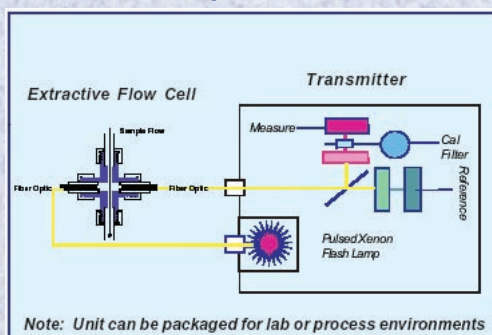 Transmitter
Extractive Flow Cell
Sample Flow
Measure
Cal
Filter
Fiber Optic
Fiber Optic
Reference
Pulsed Xenon
Flash Lamp
Note: Unit can be packaged for lab or process environments